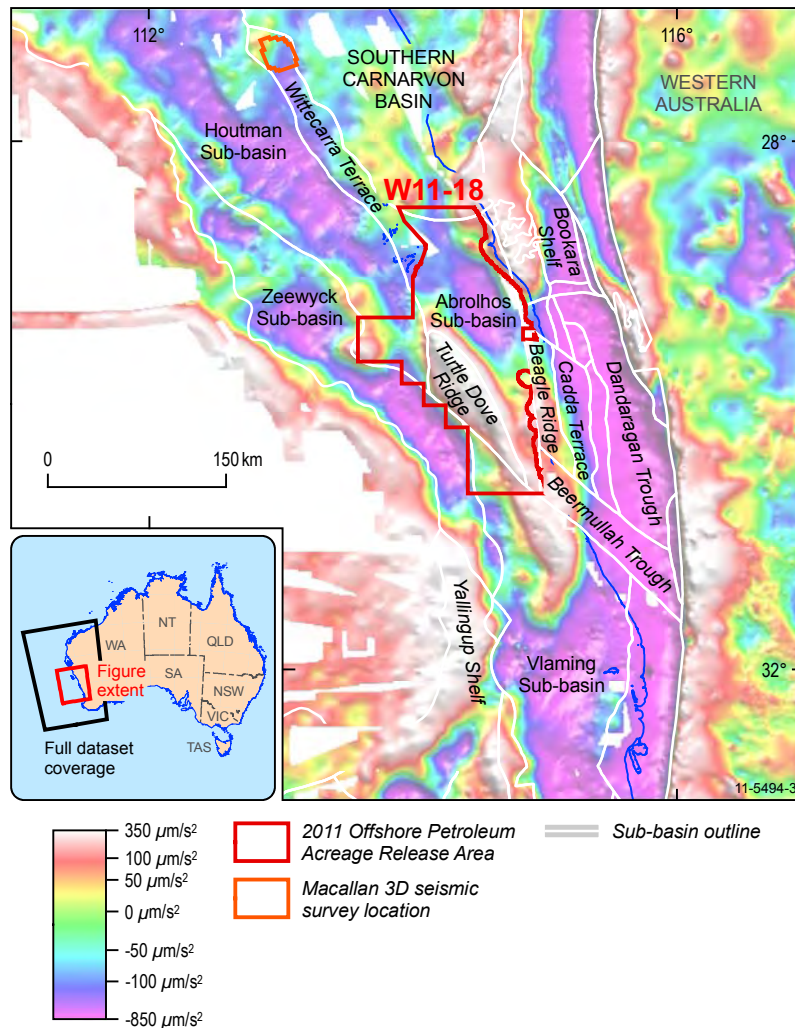 112°
116°
SOUTHERN
CARNARVON
BASIN
WESTERN
AUSTRALIA
Houtman
Sub-basin
Wittecarra Terrace
28°
W11-18
Bookara
Shelf
Zeewyck
Sub-basin
Abrolhos
Sub-basin
Turtle Dove
Ridge
Beagle Ridge
Cadda Terrace
Dandaragan Trough
0
150 km
Beermullah Trough
Yallingup Shelf
Vlaming
Sub-basin
32°
WA
NT
QLD
SA
NSW
VIC
TAS
Figure
extent
Full dataset
coverage
11-5494-3
350 µm/s²
100 µm/s²
50 µm/s²
0 µm/s²
-50 µm/s²
-100 µm/s²
-850 µm/s²
2011 Offshore Petroleum
Acreage Release Area
Macallan 3D seismic
survey location
Sub-basin outline